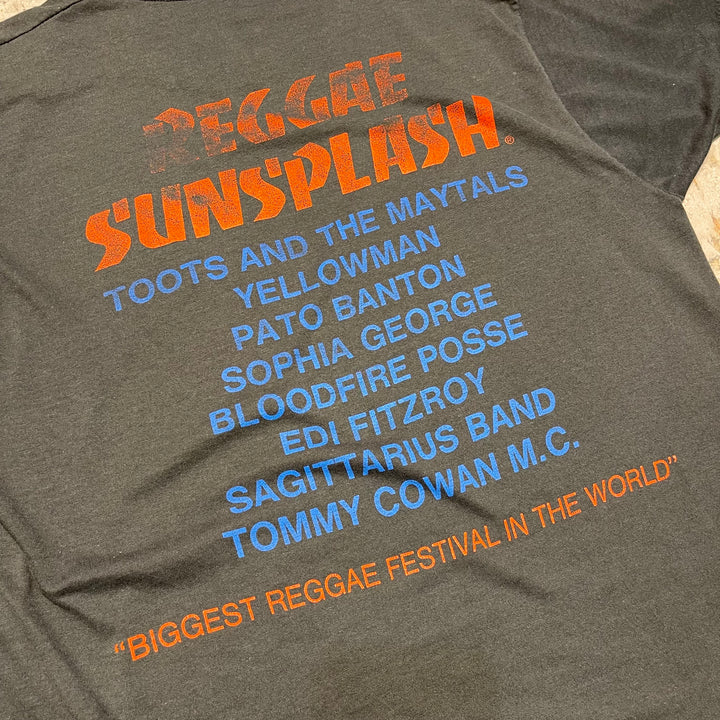 REGGAE
SUNSPLASH®
TOOTS AND THE MAYTALS
YELLOWMAN
PATO BANTON
SOPHIA GEORGE
BLOODFIRE POSSE
EDI FITZROY
SAGITTARIUS BAND
TOMMY COWAN M.C.
“BIGGEST REGGAE FESTIVAL IN THE WORLD”